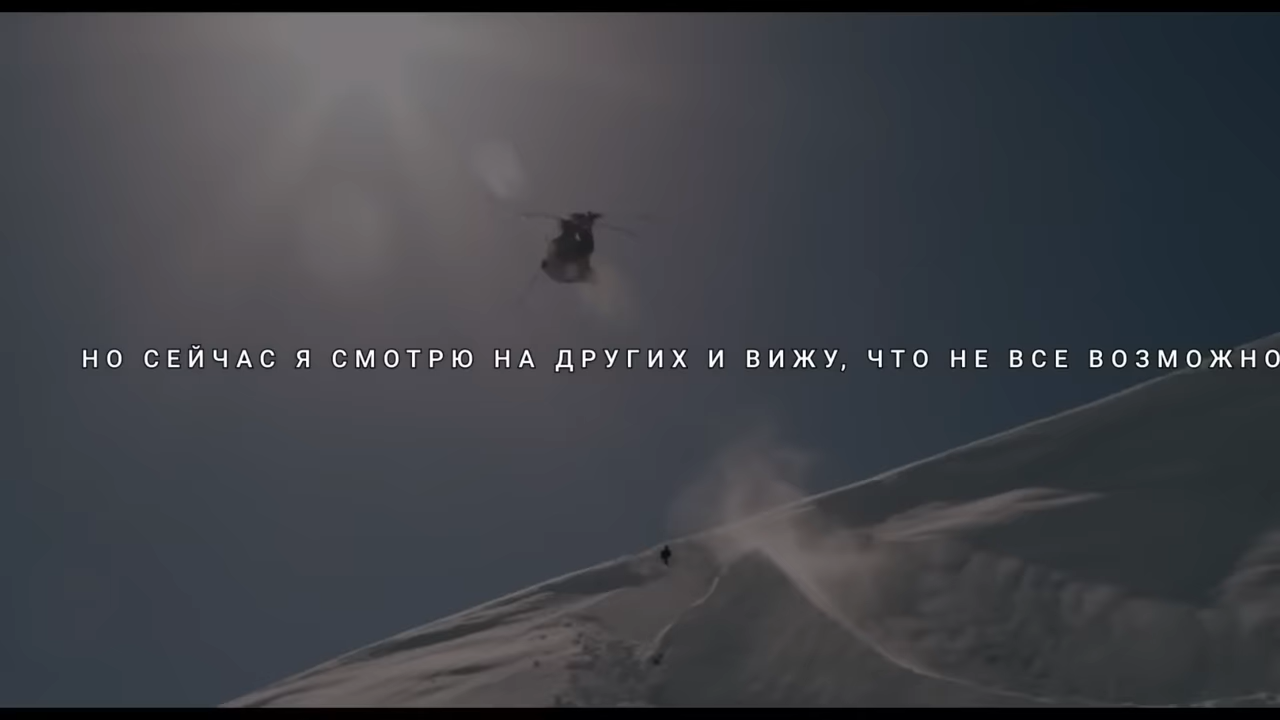 НО СЕЙЧАС Я СМОТРЮ НА ДРУГИХ И ВИЖУ, ЧТО НЕ ВСЕ ВОЗМОЖНО